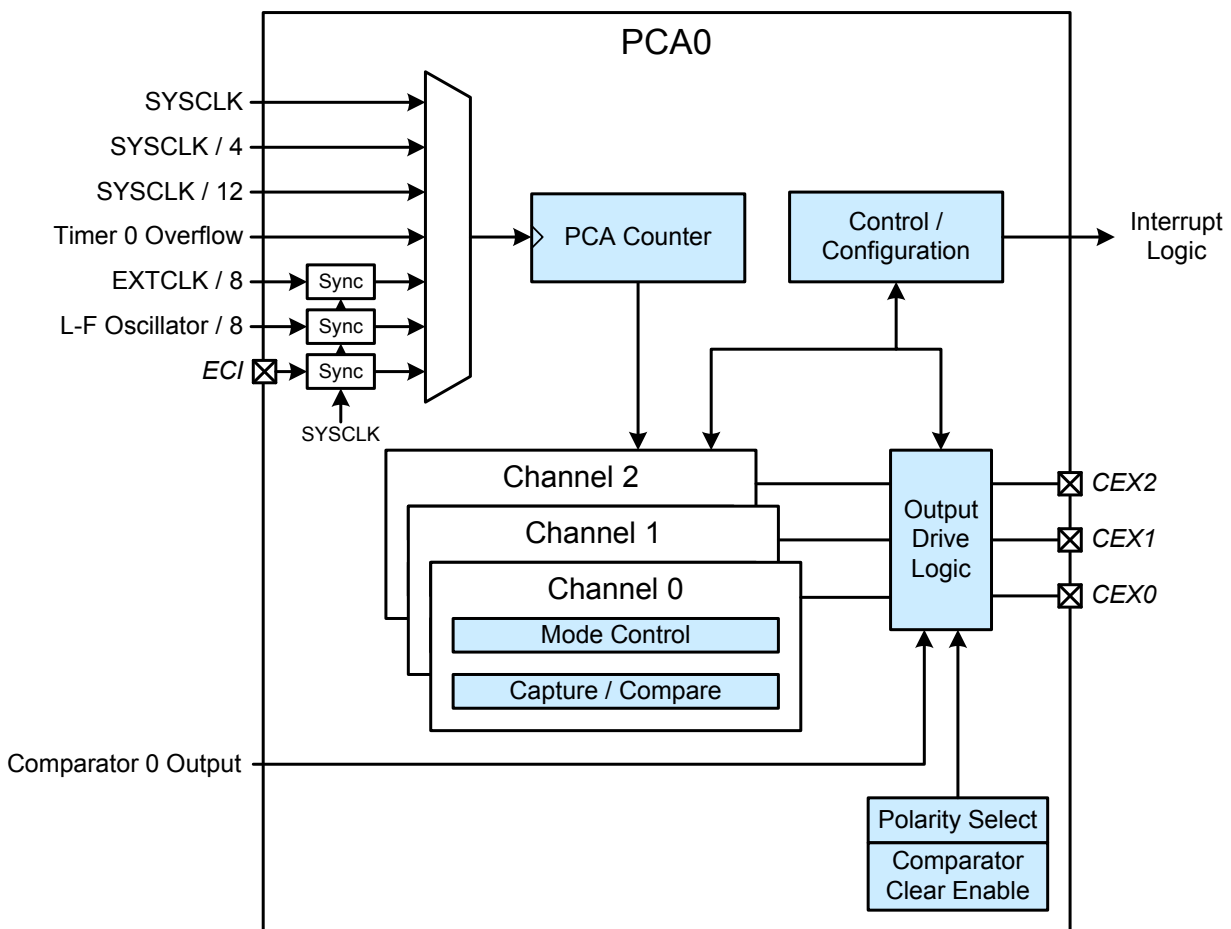 PCA0
SYSCLK
SYSCLK / 4
SYSCLK / 12
Timer 0 Overflow
EXTCLK / 8
L-F Oscillator / 8
ECI
Sync
Sync
Sync
SYSCLK
PCA Counter
Control /
Configuration
Interrupt
Logic
Channel 2
Channel 1
Channel 0
Mode Control
Capture / Compare
Output
Drive
Logic
CEX2
CEX1
CEX0
Comparator 0 Output
Polarity Select
Comparator
Clear Enable